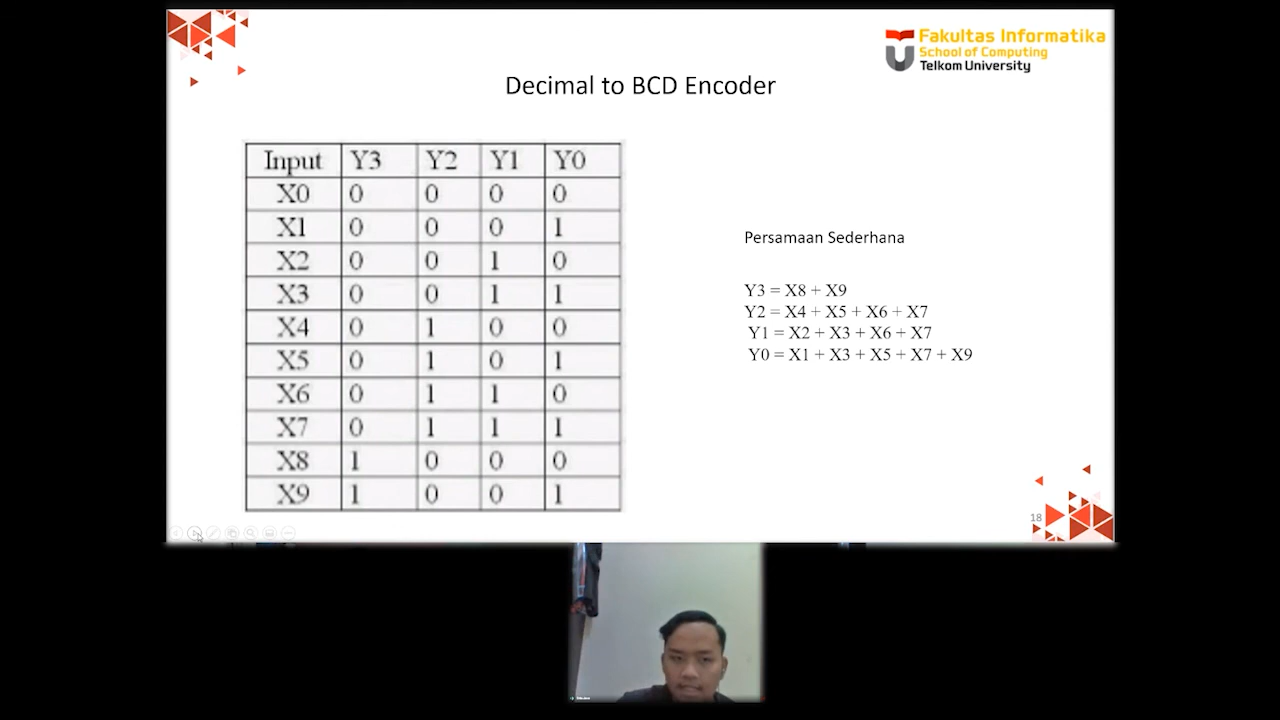 Fakultas Informatika
School of Computing
Telkom University
Decimal to BCD Encoder
Input Y3 Y2 Y1 Y0
X0 0 0 0 0
X1 0 0 0 1
X2 0 0 1 0
X3 0 0 1 1
X4 0 1 0 0
X5 0 1 0 1
X6 0 1 1 0
X7 0 1 1 1
X8 1 0 0 0
X9 1 0 0 1
Persamaan Sederhana
Y3 = X8 + X9
Y2 = X4 + X5 + X6 + X7
Y1 = X2 + X3 + X6 + X7
Y0 = X1 + X3 + X5 + X7 + X9
18